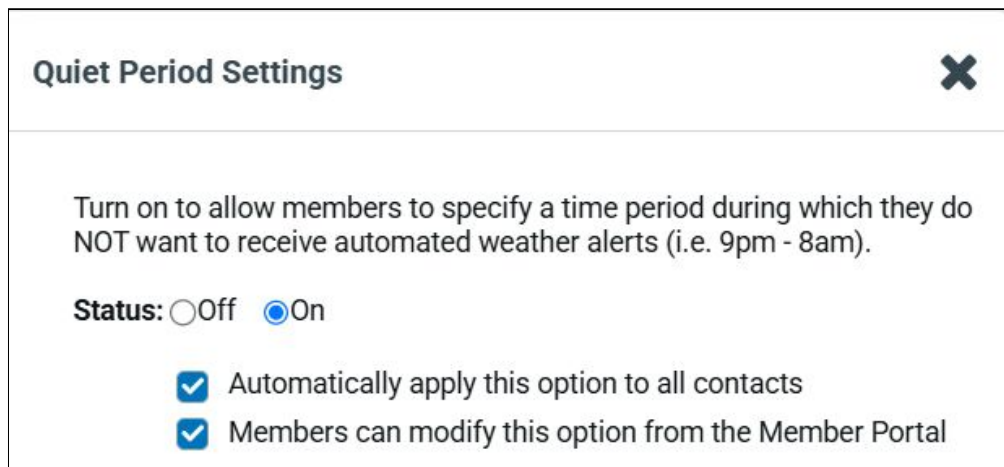 Quiet Period Settings
Turn on to allow members to specify a time period during which they do
NOT want to receive automated weather alerts (i.e. 9pm - 8am).
Status: Off On
Automatically apply this option to all contacts
Members can modify this option from the Member Portal